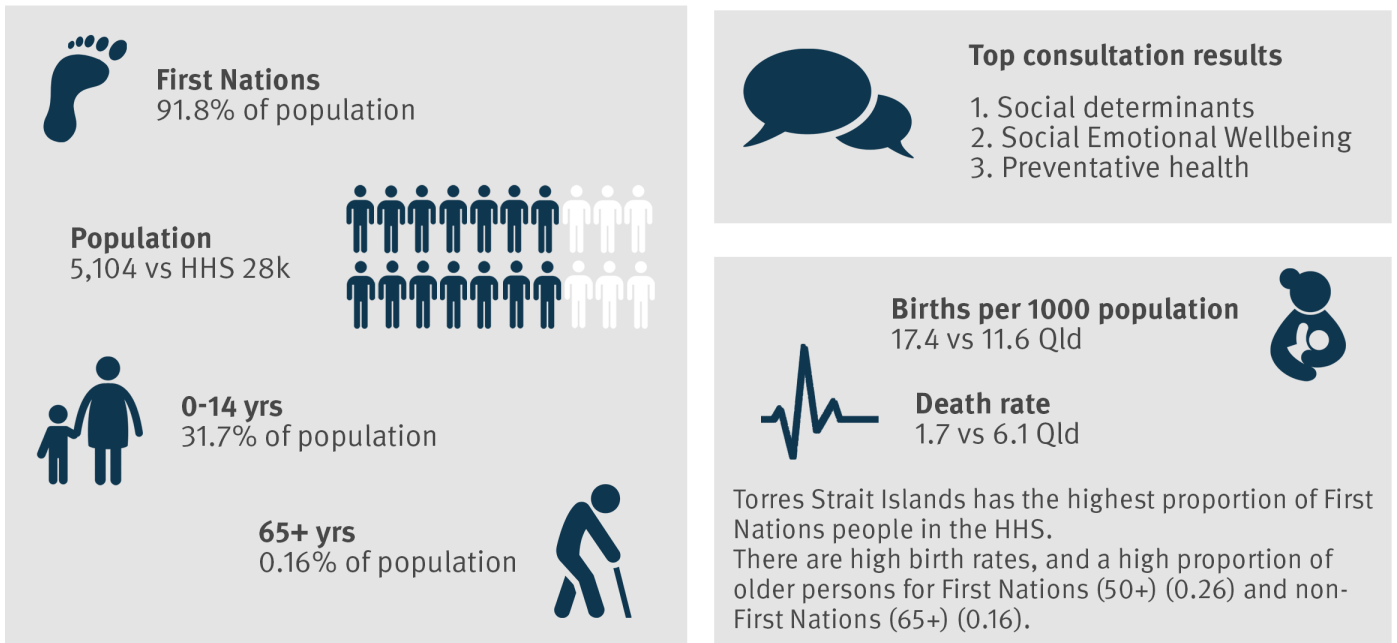 First Nations
91.8% of population
Population
5,104 vs HHS 28k
0-14 yrs
31.7% of population
65+ yrs
0.16% of population
Top consultation results
1. Social determinants
2. Social Emotional Wellbeing
3. Preventative health
Births per 1000 population
17.4 vs 11.6 Qld
Death rate
1.7 vs 6.1 Qld
Torres Strait Islands has the highest proportion of First
Nations people in the HHS.
There are high birth rates, and a high proportion of
older persons for First Nations (50+) (0.26) and non-
First Nations (65+) (0.16).